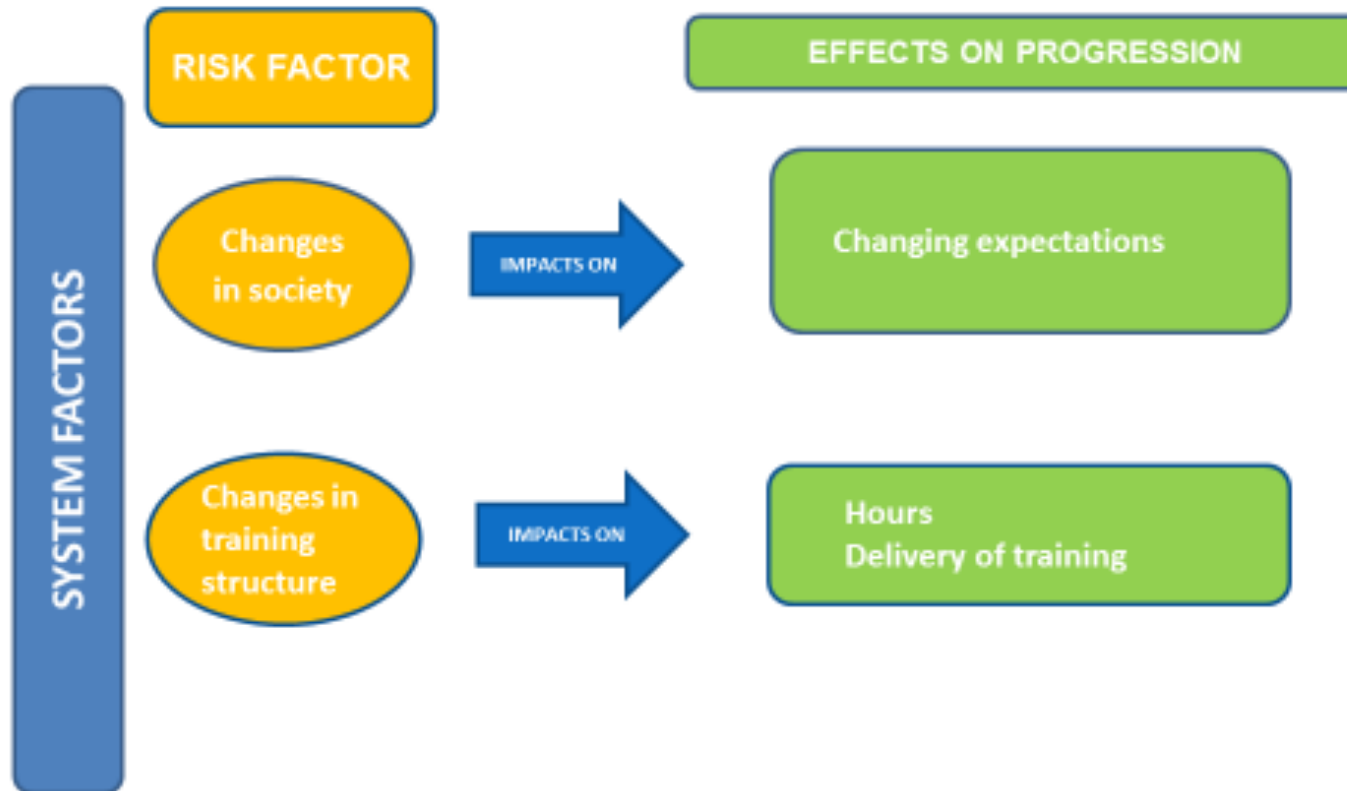 RISK FACTOR
EFFECTS ON PROGRESSION
SYSTEM FACTORS
Changes
in society
IMPACTS ON
Changing expectations
Changes in
training
structure
IMPACTS ON
Hours
Delivery of training